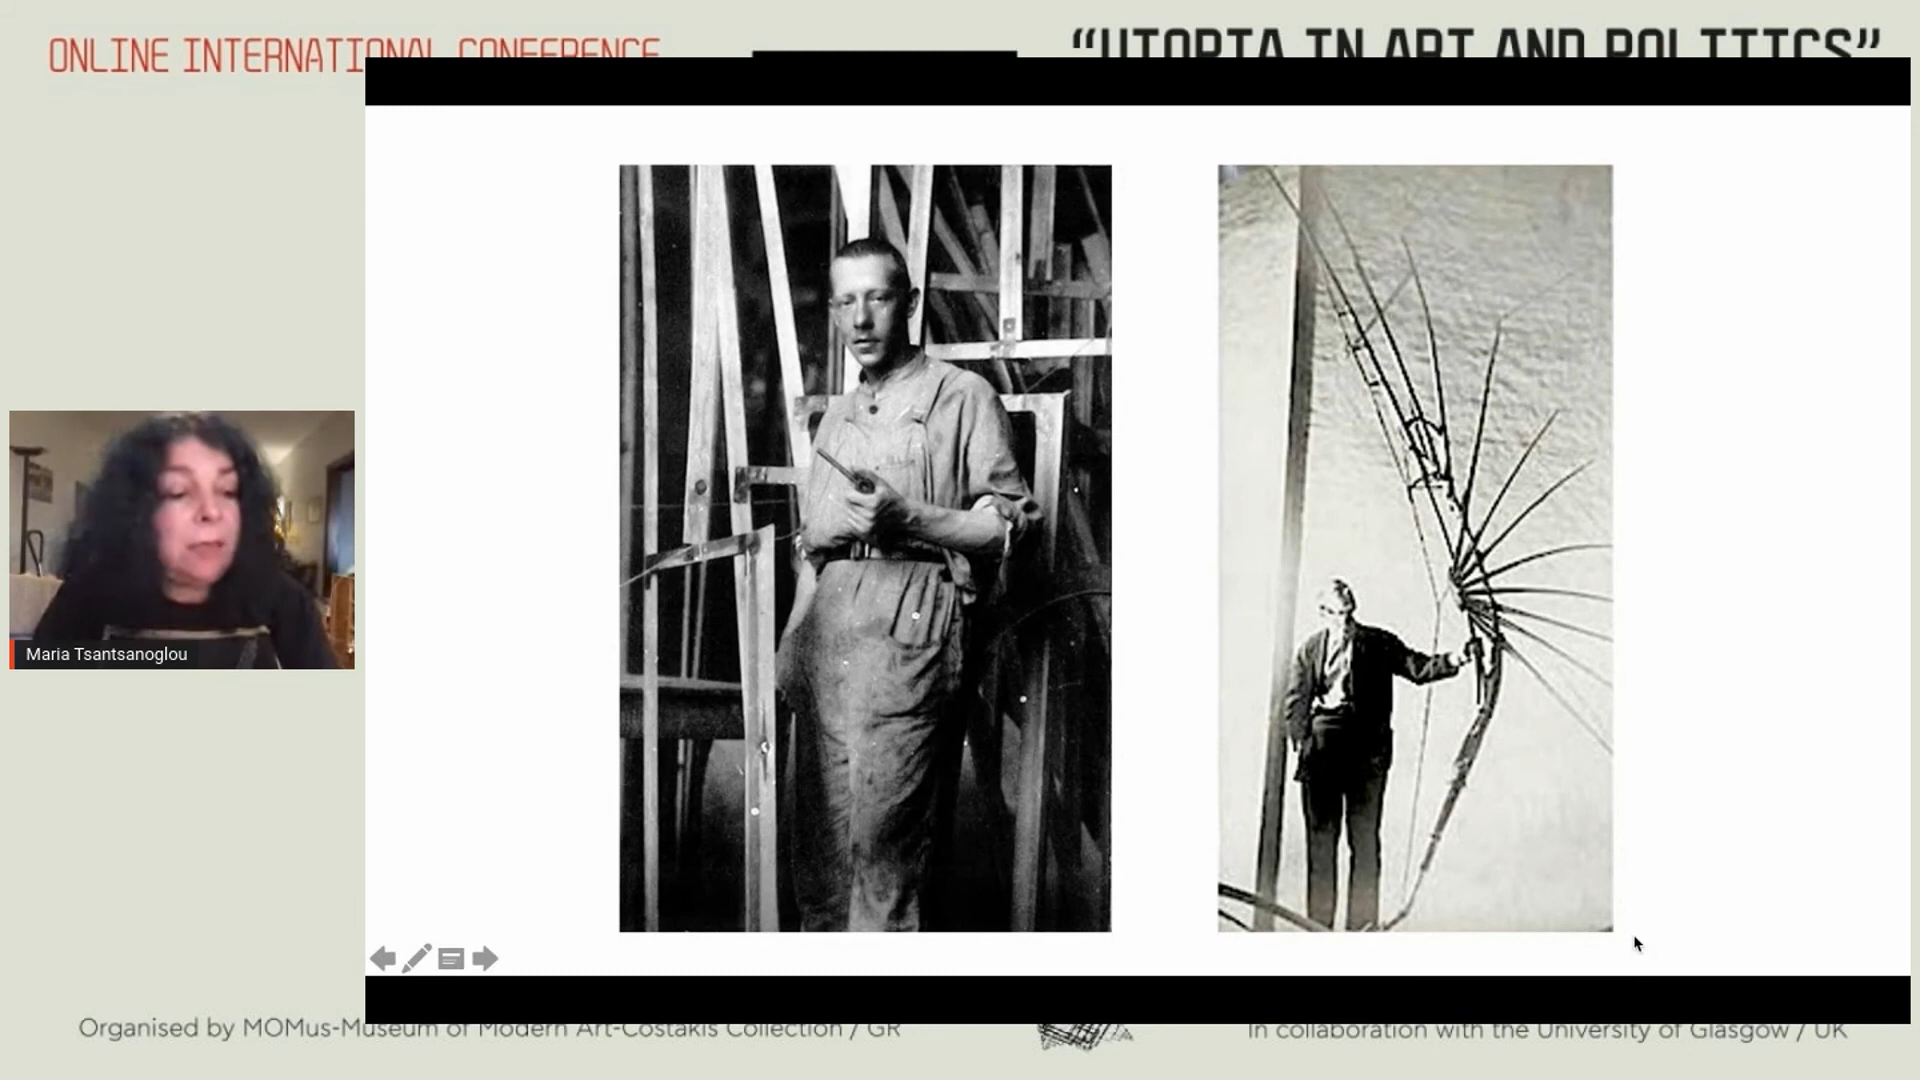 ONLINE INTERNATIONAL CONFERENCE
“UTOPIA IN ART AND POLITICS”
Maria Tsantsanoglou
Organised by MOMus-Museum of Modern Art-Costakis Collection / GR
In collaboration with the University of Glasgow / UK